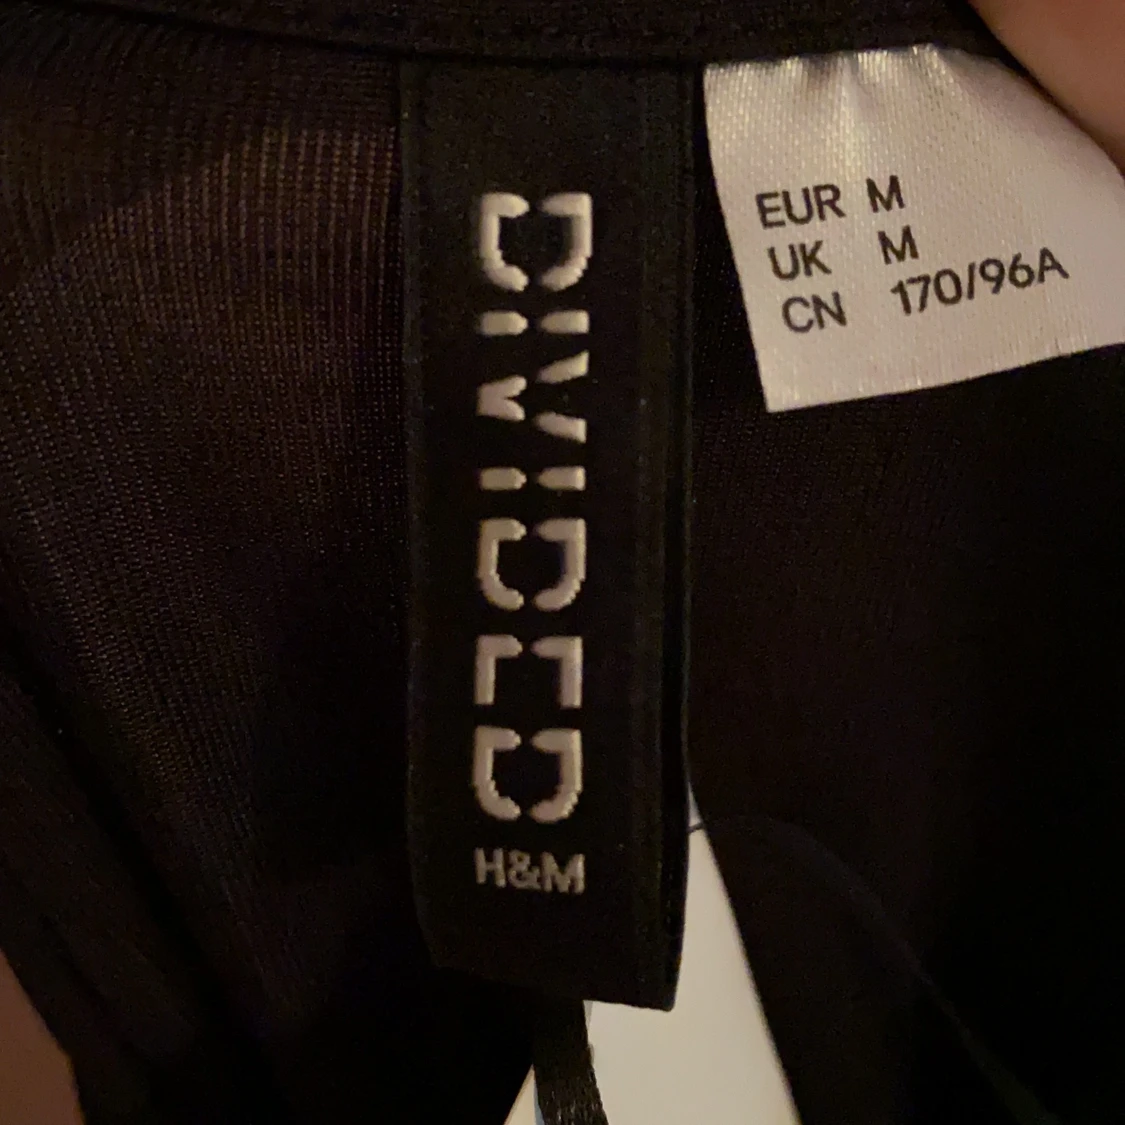 DIVIDED
H&M
EUR M
UK M
CN 170/96A